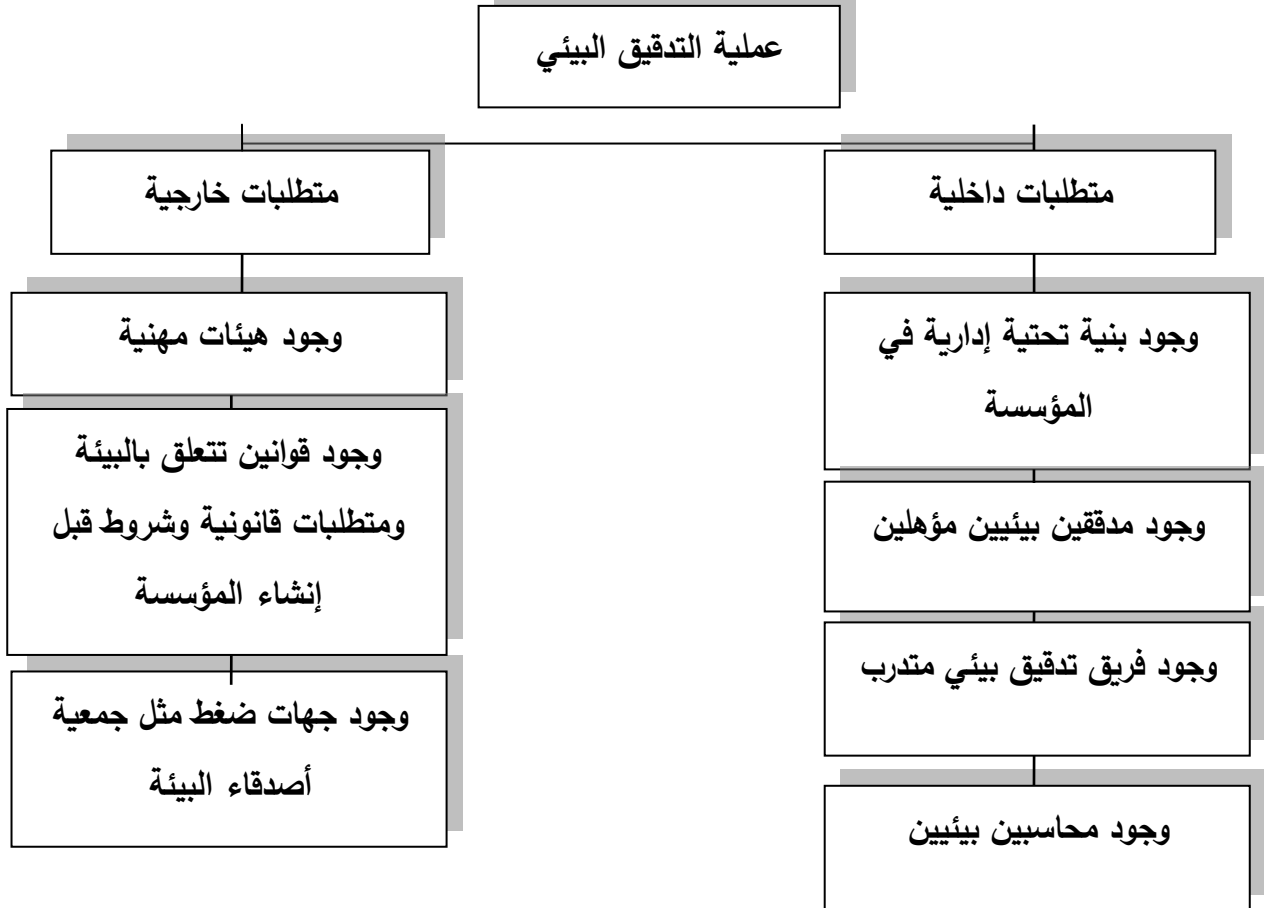 عملية التدقيق البيئي
متطلبات داخلية
وجود بنية تحتية إدارية في
المؤسسة
وجود مدققين بيئيين مؤهلين
وجود فريق تدقيق بيئي متدرب
وجود محاسبين بيئيين
متطلبات خارجية
وجود هيئات مهنية
وجود قوانين تتعلق بالبيئة
ومتطلبات قانونية وشروط قبل
إنشاء المؤسسة
وجود جهات ضغط مثل جمعية
أصدقاء البيئة